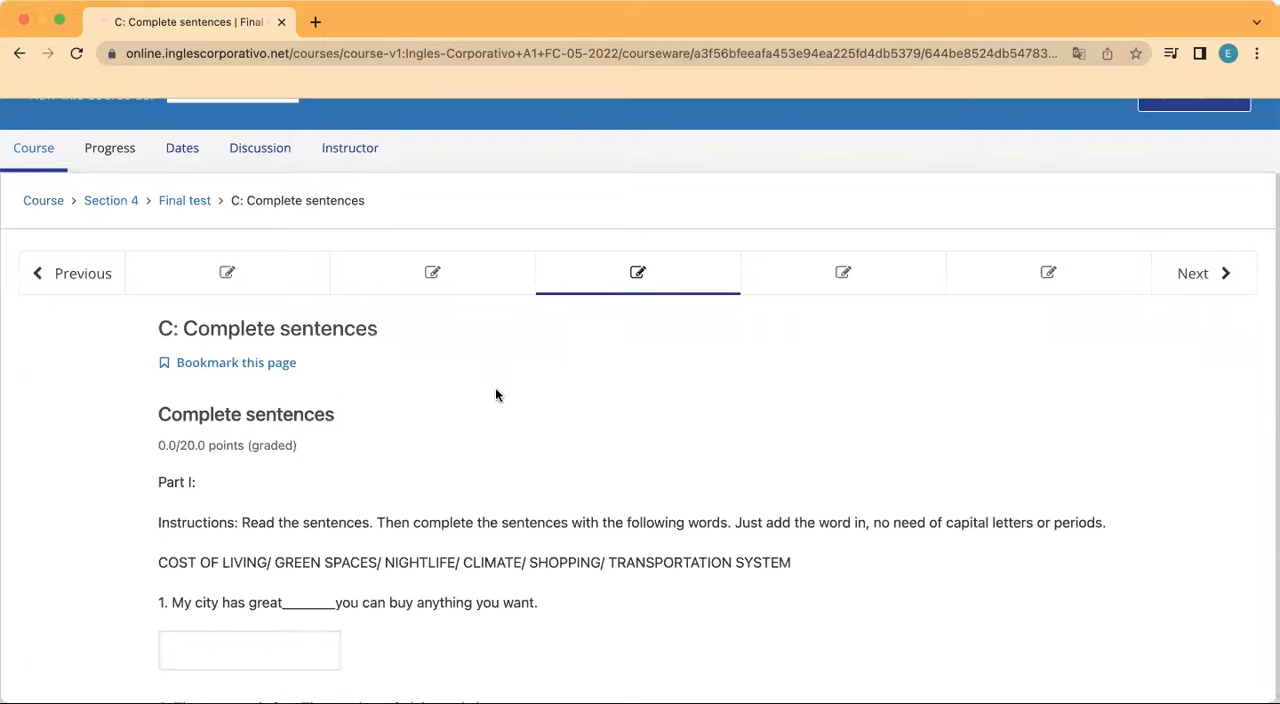 C: Complete sentences | Final
online.inglescorporativo.net/courses/course-v1:Ingles-Corporativo+A1+FC-05-2022/courseware/a3f56bfeeafa453e94ea225fd4db5379/644be8524db54783...
E
Course Progress Dates Discussion Instructor
Course > Section 4 > Final test > C: Complete sentences
Previous
Next
C: Complete sentences
Bookmark this page
Complete sentences
0.0/20.0 points (graded)
Part I:
Instructions: Read the sentences. Then complete the sentences with the following words. Just add the word in, no need of capital letters or periods.
COST OF LIVING/ GREEN SPACES/ NIGHTLIFE/ CLIMATE/ SHOPPING/ TRANSPORTATION SYSTEM
1. My city has great________you can buy anything you want.